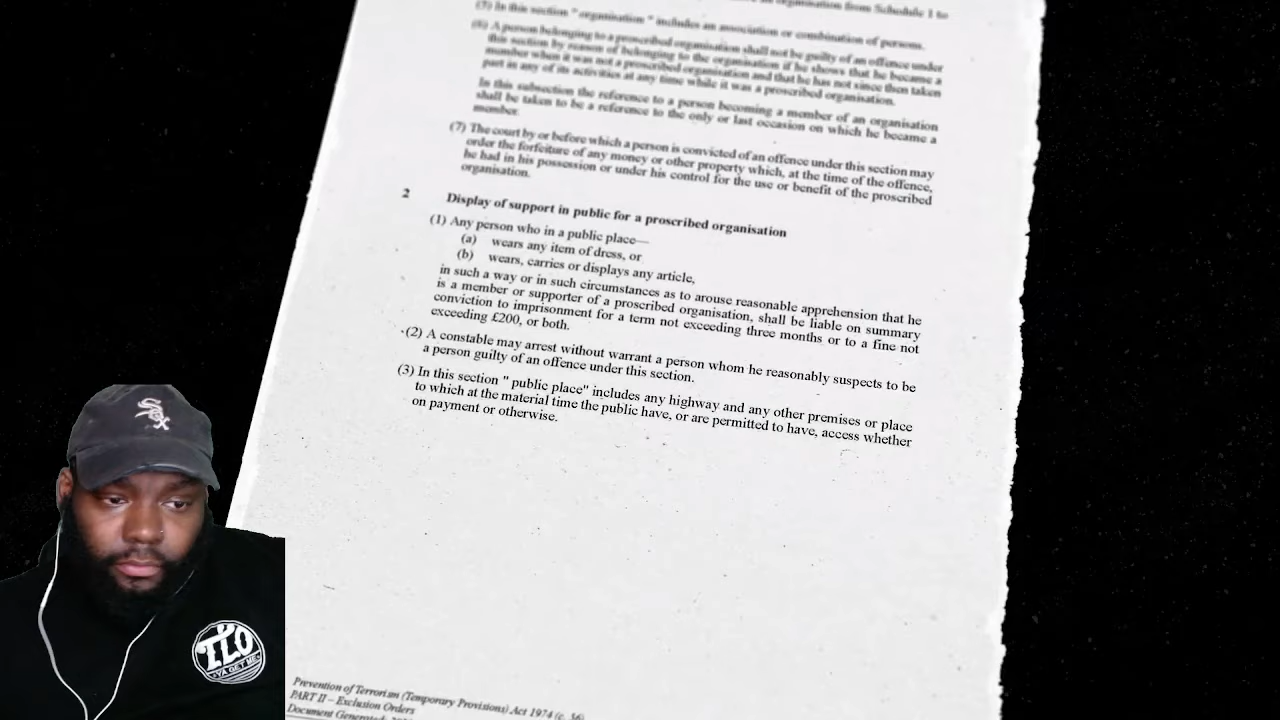 organisation from Schedule 1 to
(5) In this section " organisation " includes an association or combination of persons.
(6) A person belonging to a proscribed organisation shall not be guilty of an offence under
this section by reason of belonging to the organisation if he shows that he became a
member when it was not a proscribed organisation and that he has not since then taken
part in any of its activities at any time while it was a proscribed organisation.
In this subsection the reference to a person becoming a member of an organisation
shall be taken to be a reference to the only or last occasion on which he became a
member.
(7) The court by or before which a person is convicted of an offence under this section may
order the forfeiture of any money or other property which, at the time of the offence,
he had in his possession or under his control for the use or benefit of the proscribed
organisation.
2 Display of support in public for a proscribed organisation
(1) Any person who in a public place—
(a) wears any item of dress, or
(b) wears, carries or displays any article,
in such a way or in such circumstances as to arouse reasonable apprehension that he
is a member or supporter of a proscribed organisation, shall be liable on summary
conviction to imprisonment for a term not exceeding three months or to a fine not
exceeding £200, or both.
(2) A constable may arrest without warrant a person whom he reasonably suspects to be
a person guilty of an offence under this section.
(3) In this section " public place" includes any highway and any other premises or place
to which at the material time the public have, or are permitted to have, access whether
on payment or otherwise.
Sox
TLO
YA GET ME
Prevention of Terrorism (Temporary Provisions) Act 1974 (c. 56)
PART II – Exclusion Orders
Document Generated: